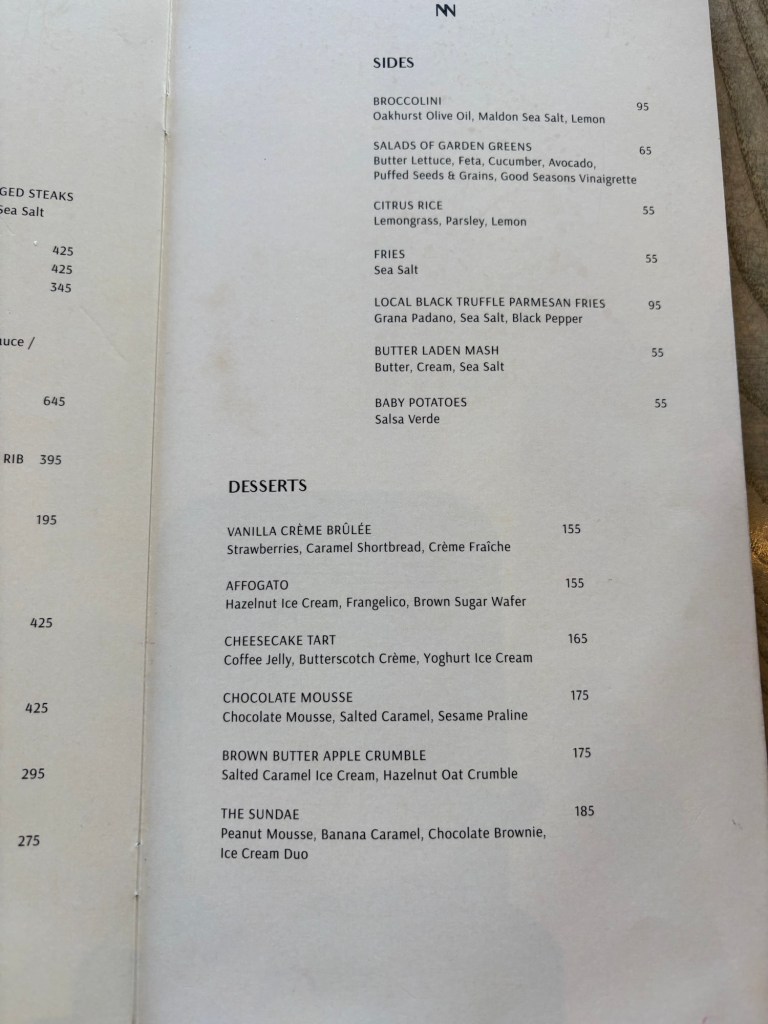 GED STEAKS
Sea Salt
425
425
345
uce /
645
RIB 395
195
425
425
295
275
NN
SIDES
BROCCOLINI 95
Oakhurst Olive Oil, Maldon Sea Salt, Lemon
SALADS OF GARDEN GREENS 65
Butter Lettuce, Feta, Cucumber, Avocado,
Puffed Seeds & Grains, Good Seasons Vinaigrette
CITRUS RICE 55
Lemongrass, Parsley, Lemon
FRIES 55
Sea Salt
LOCAL BLACK TRUFFLE PARMESAN FRIES 95
Grana Padano, Sea Salt, Black Pepper
BUTTER LADEN MASH 55
Butter, Cream, Sea Salt
BABY POTATOES 55
Salsa Verde
DESSERTS
VANILLA CRÈME BRÛLÉE 155
Strawberries, Caramel Shortbread, Crème Fraîche
AFFOGATO 155
Hazelnut Ice Cream, Frangelico, Brown Sugar Wafer
CHEESECAKE TART 165
Coffee Jelly, Butterscotch Crème, Yoghurt Ice Cream
CHOCOLATE MOUSSE 175
Chocolate Mousse, Salted Caramel, Sesame Praline
BROWN BUTTER APPLE CRUMBLE 175
Salted Caramel Ice Cream, Hazelnut Oat Crumble
THE SUNDAE 185
Peanut Mousse, Banana Caramel, Chocolate Brownie,
Ice Cream Duo